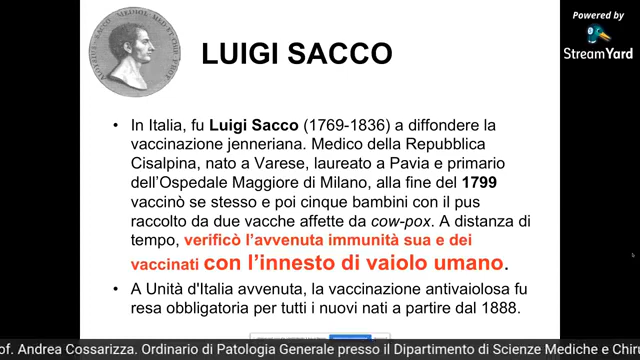 Powered by
StreamYard
LUIGI SACCO
• In Italia, fu Luigi Sacco (1769-1836) a diffondere la
vaccinazione jenneriana. Medico della Repubblica
Cisalpina, nato a Varese, laureato a Pavia e primario
dell'Ospedale Maggiore di Milano, alla fine del 1799
vaccinò se stesso e poi cinque bambini con il pus
raccolto da due vacche affette da cow-pox. A distanza di
tempo, verificò l'avvenuta immunità sua e dei
vaccinati con l'innesto di vaiolo umano.
• A Unità d'Italia avvenuta, la vaccinazione antivaiolosa fu
resa obbligatoria per tutti i nuovi nati a partire dal 1888.
of. Andrea Cossarizza. Ordinario di Patologia Generale presso il Dipartimento di Scienze Mediche e Chiru